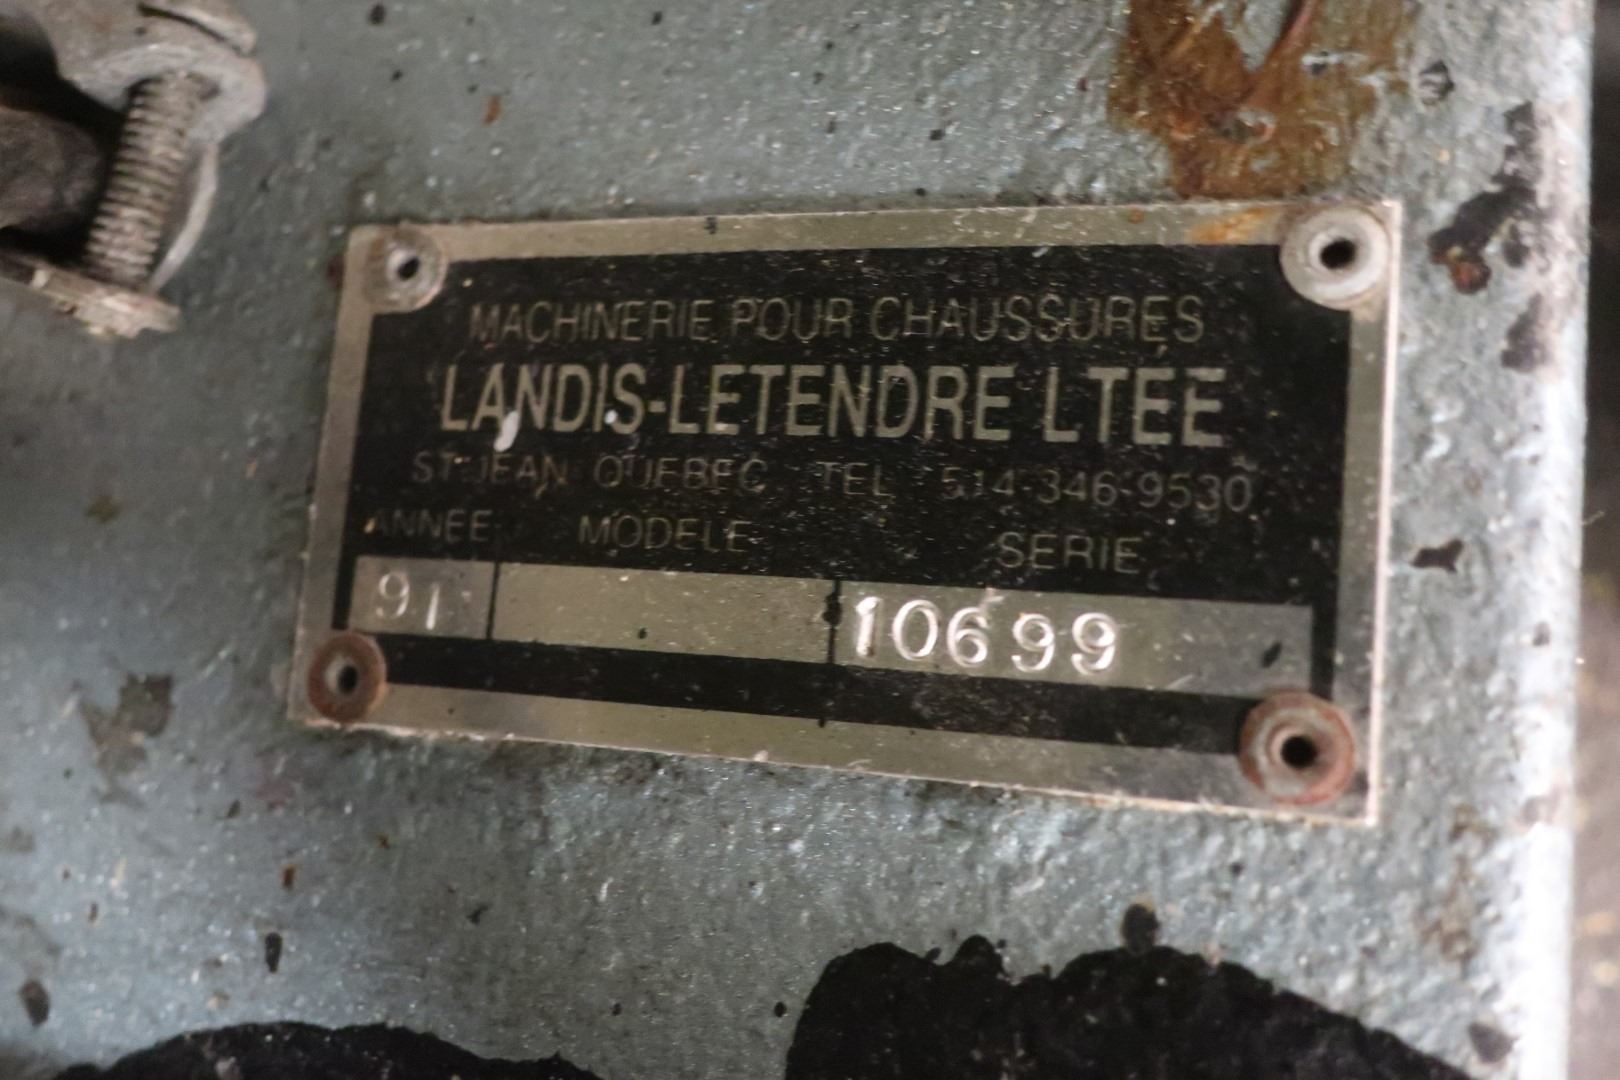 MACHINERIE POUR CHAUSSURES
LANDIS-LETENDRE LTÉE
ST-JEAN QUEBEC TEL 514-346-9530
ANNEE MODELE SERIE
91 10699